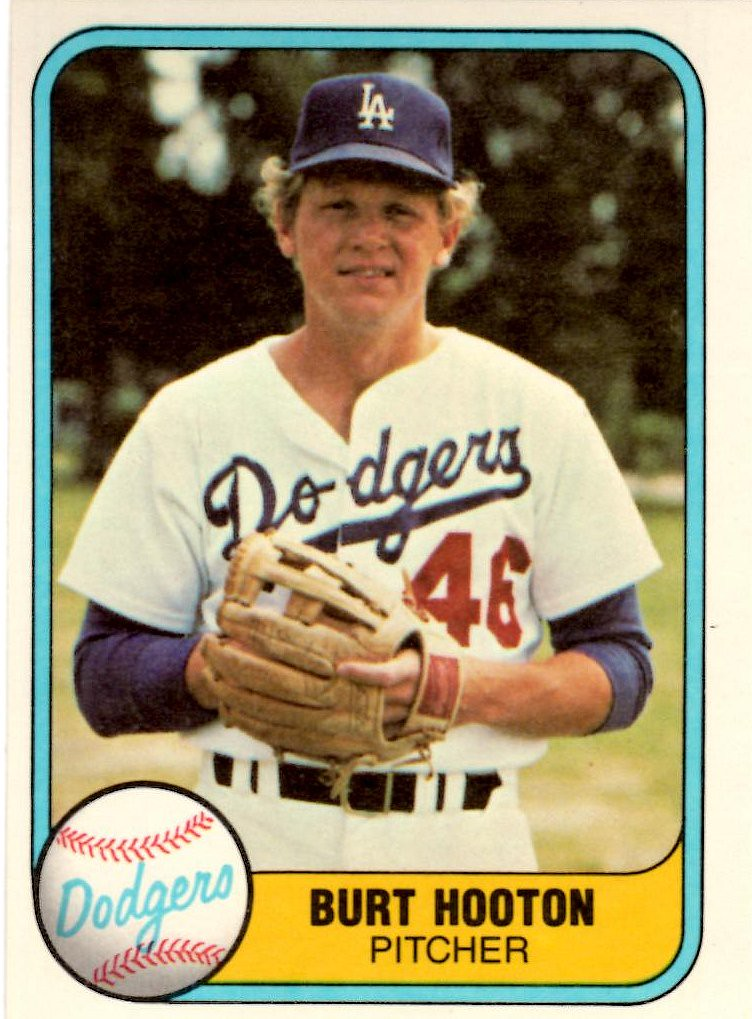 LA
Dodgers
46
Dodgers
BURT HOOTON
PITCHER